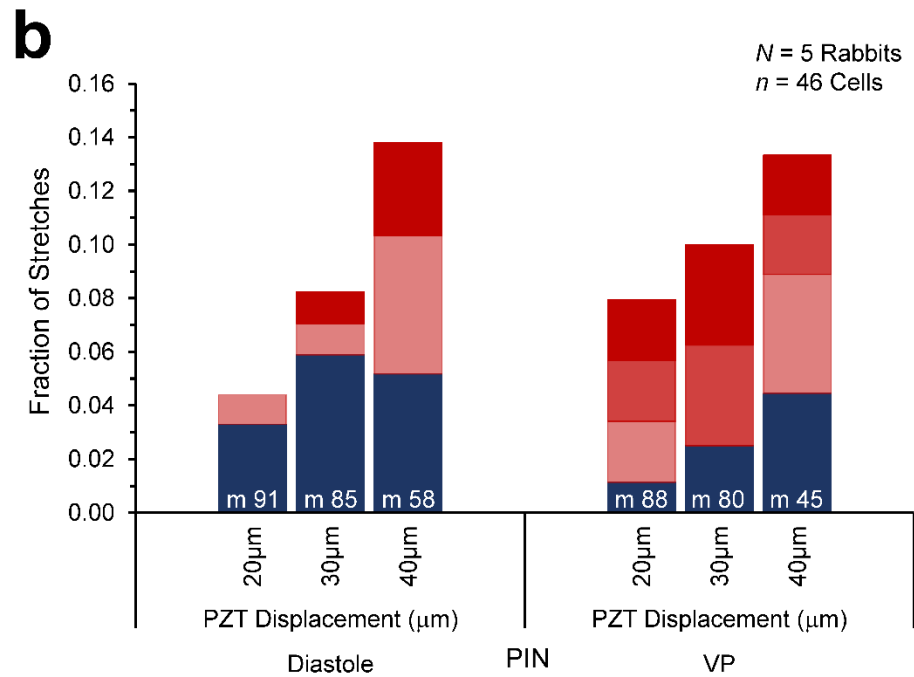 b
N = 5 Rabbits
n = 46 Cells
Fraction of Stretches
0.16
0.14
0.12
0.10
0.08
0.06
0.04
0.02
0.00
m 91
m 85
m 58
m 88
m 80
m 45
20µm
30µm
40µm
20µm
30µm
40µm
PZT Displacement (µm)
PZT Displacement (µm)
Diastole
PIN
VP